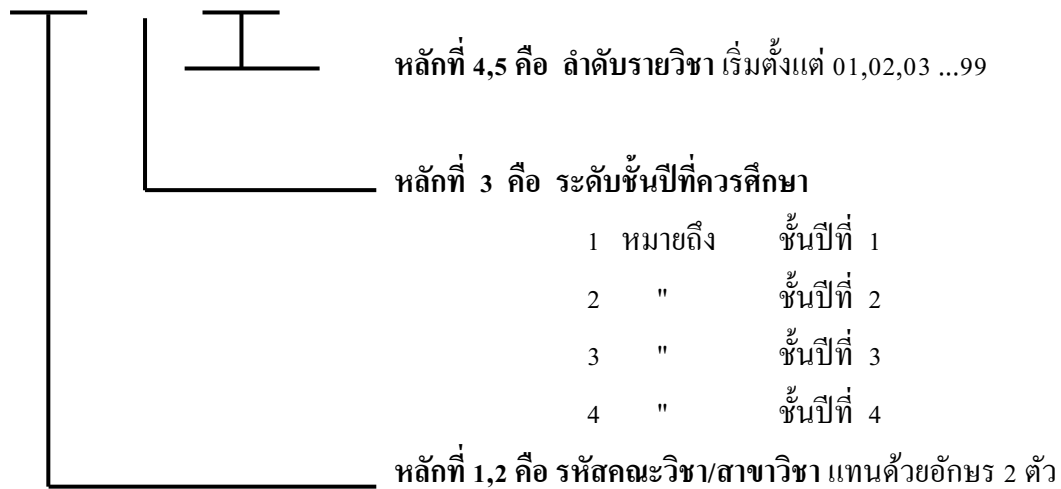 หลักที่ 4,5 คือ ลำดับรายวิชา เริ่มตั้งแต่ 01,02,03 ...99
หลักที่ 3 คือ ระดับชั้นปีที่ควรศึกษา
1 หมายถึง ชั้นปีที่ 1
2 " ชั้นปีที่ 2
3 " ชั้นปีที่ 3
4 " ชั้นปีที่ 4
หลักที่ 1,2 คือ รหัสคณะวิชา/สาขาวิชา แทนด้วยอักษร 2 ตัว